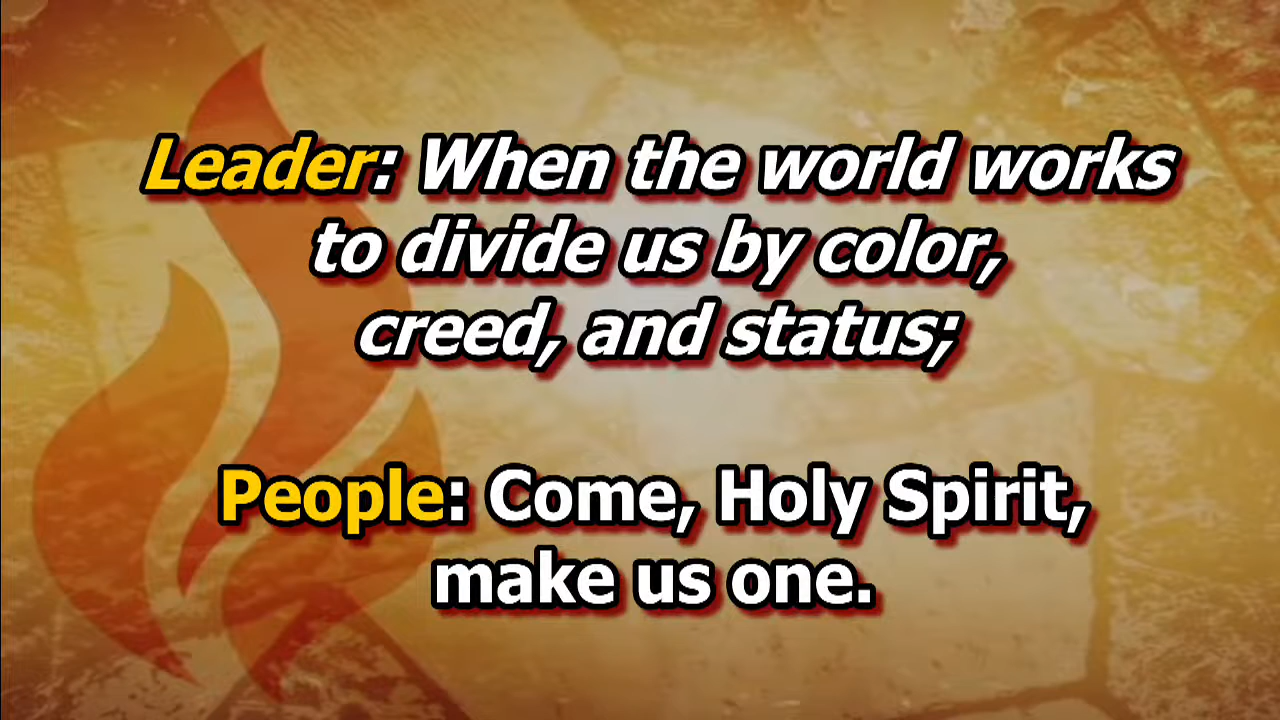 Leader: When the world works
to divide us by color,
creed, and status;
People: Come, Holy Spirit,
make us one.